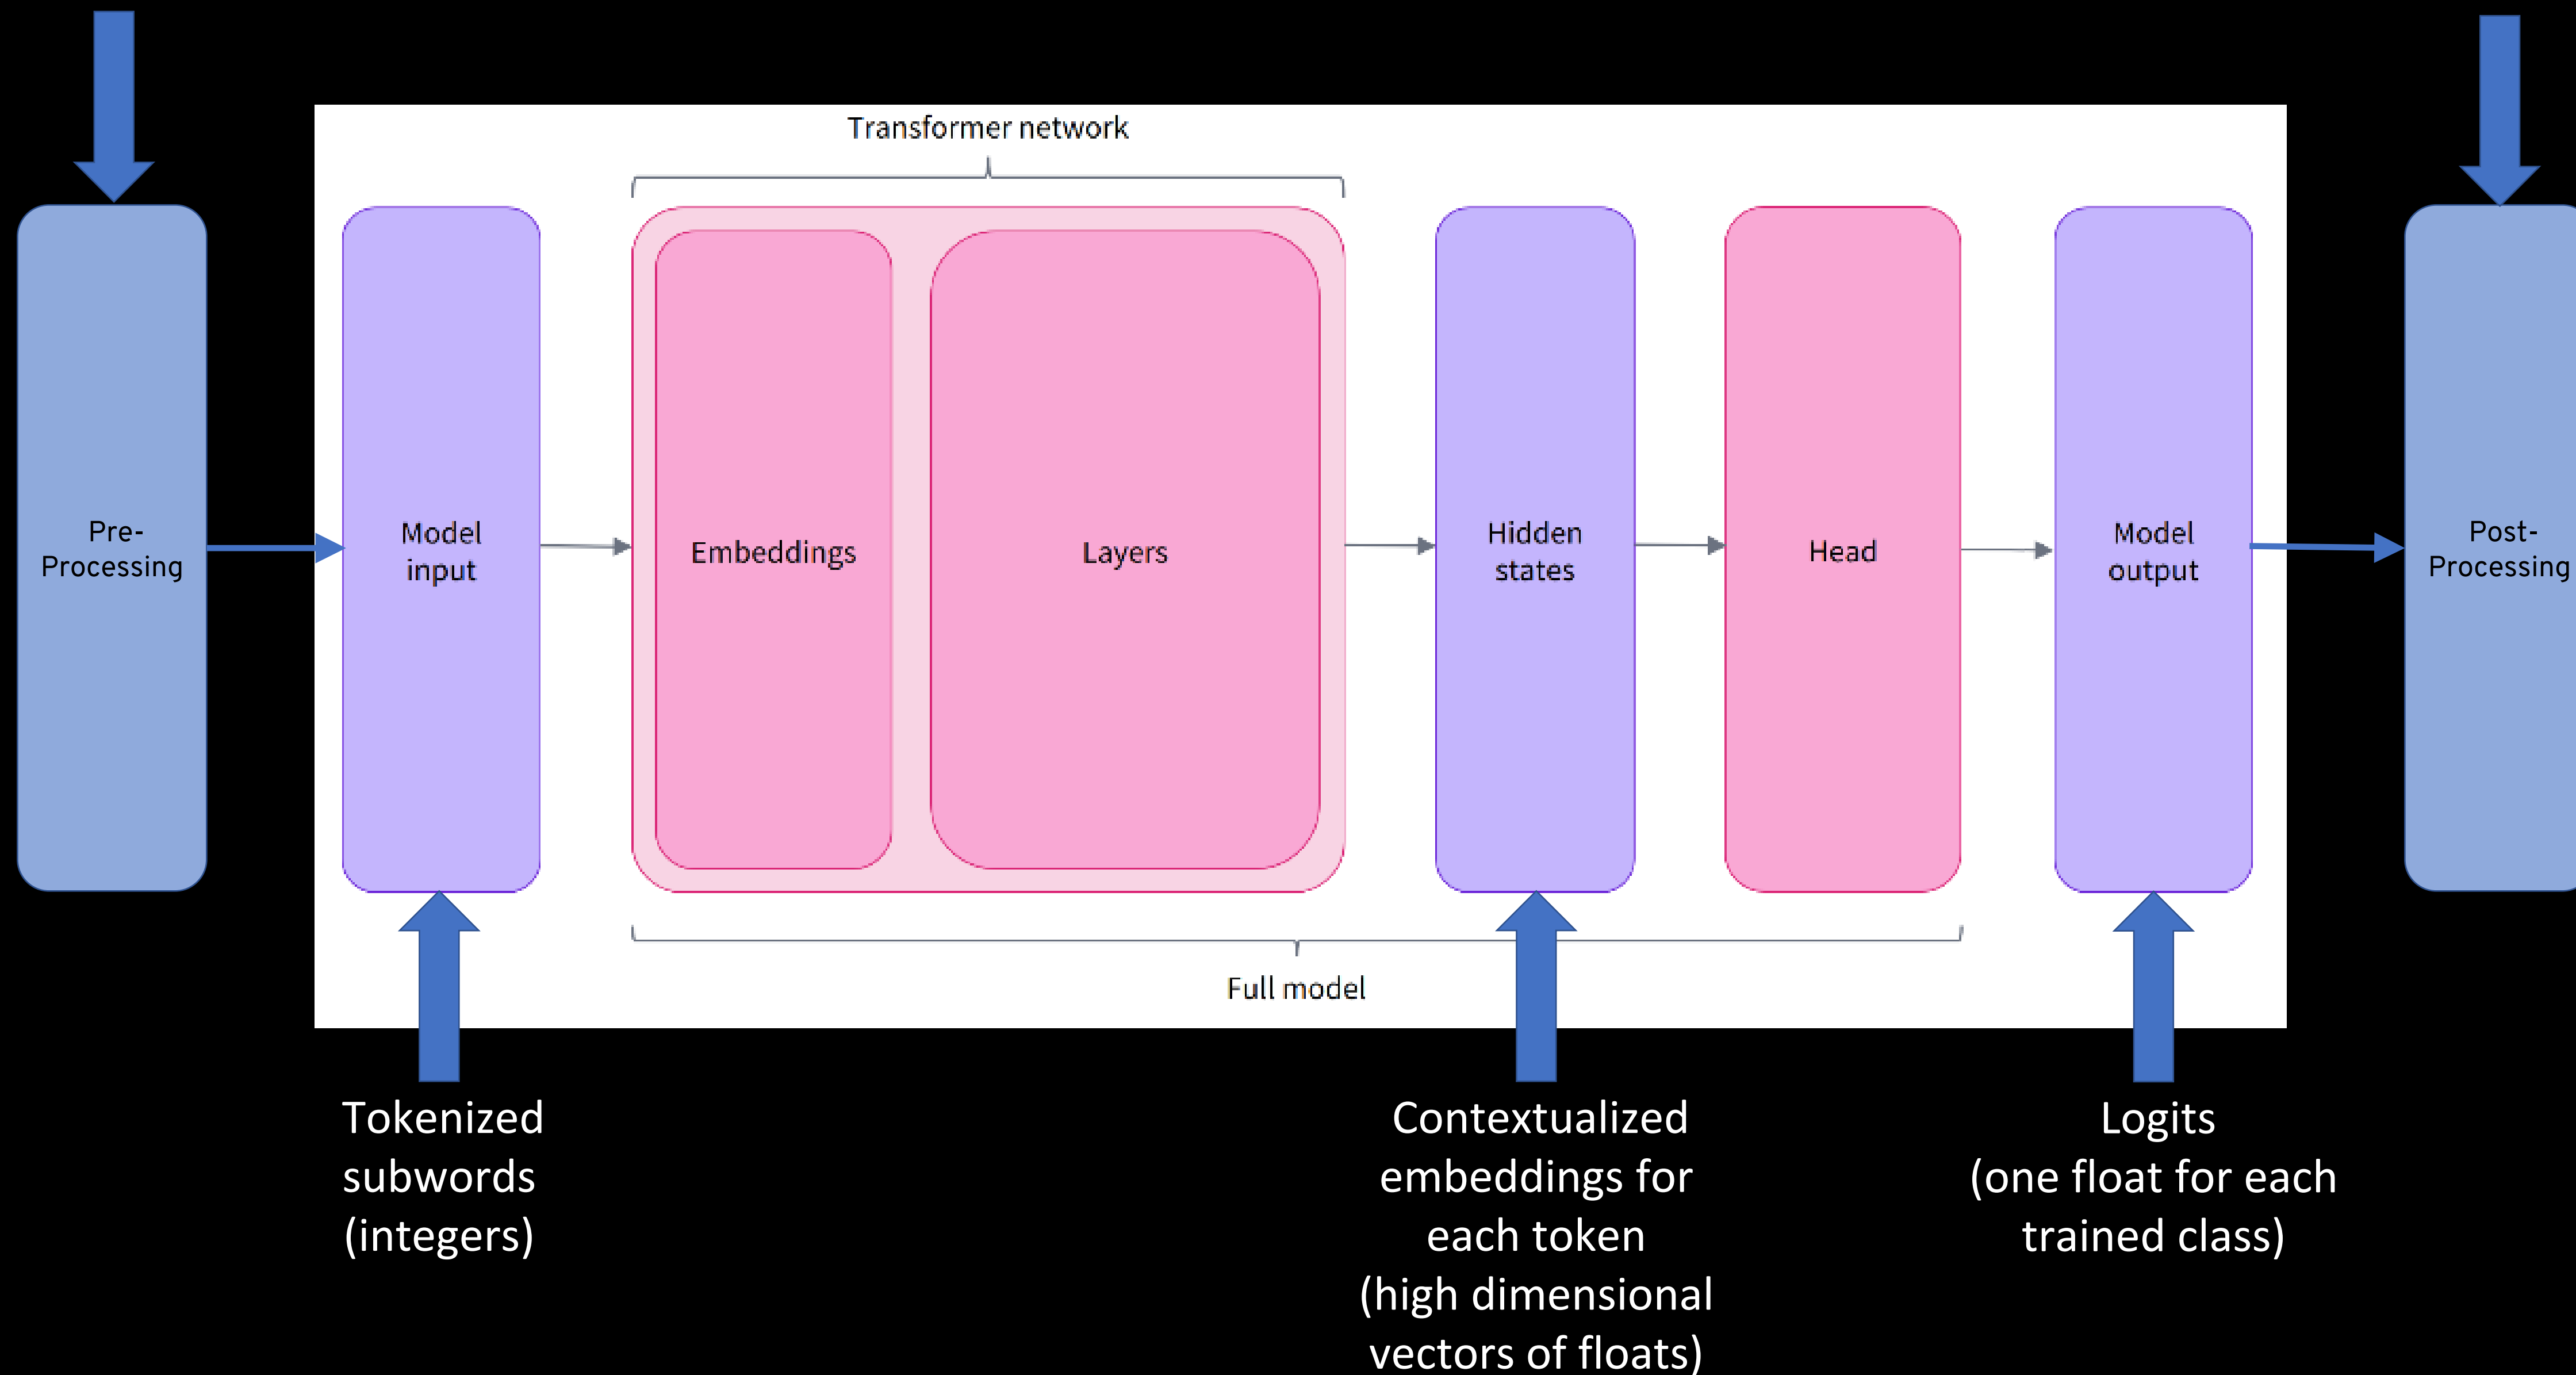 Transformer network
Pre-
Processing
Model
input
Embeddings
Layers
Hidden
states
Head
Model
output
Post-
Processing
Full model
Tokenized
subwords
(integers)
Contextualized
embeddings for
each token
(high dimensional
vectors of floats)
Logits
(one float for each
trained class)